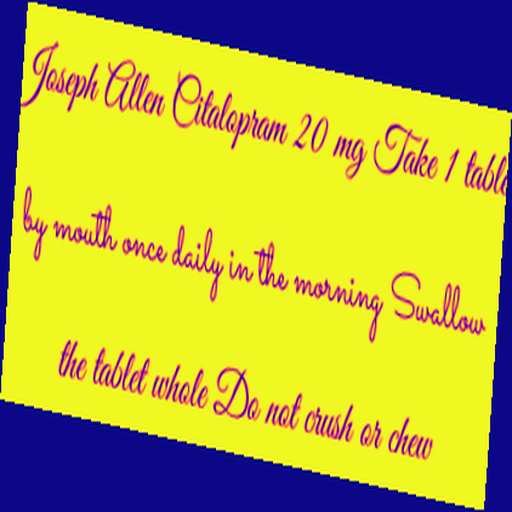 Joseph Allen Citalopram 20 mg Take 1 table
by mouth once daily in the morning Swallow
the tablet whole Do not crush or chew